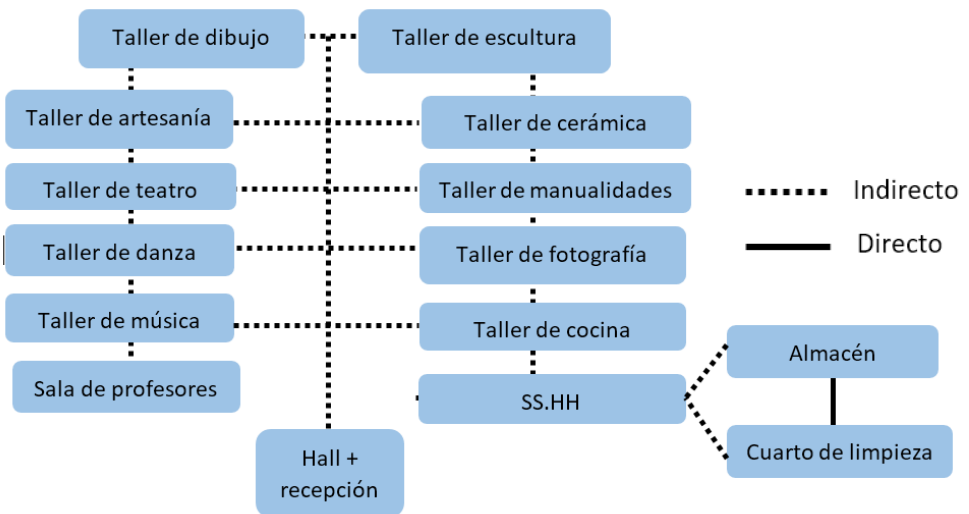 Taller de dibujo
Taller de escultura
Taller de artesanía
Taller de cerámica
Taller de teatro
Taller de manualidades
Indirecto
Taller de danza
Taller de fotografía
Directo
Taller de música
Taller de cocina
Almacén
Sala de profesores
SS.HH
Cuarto de limpieza
Hall +
recepción